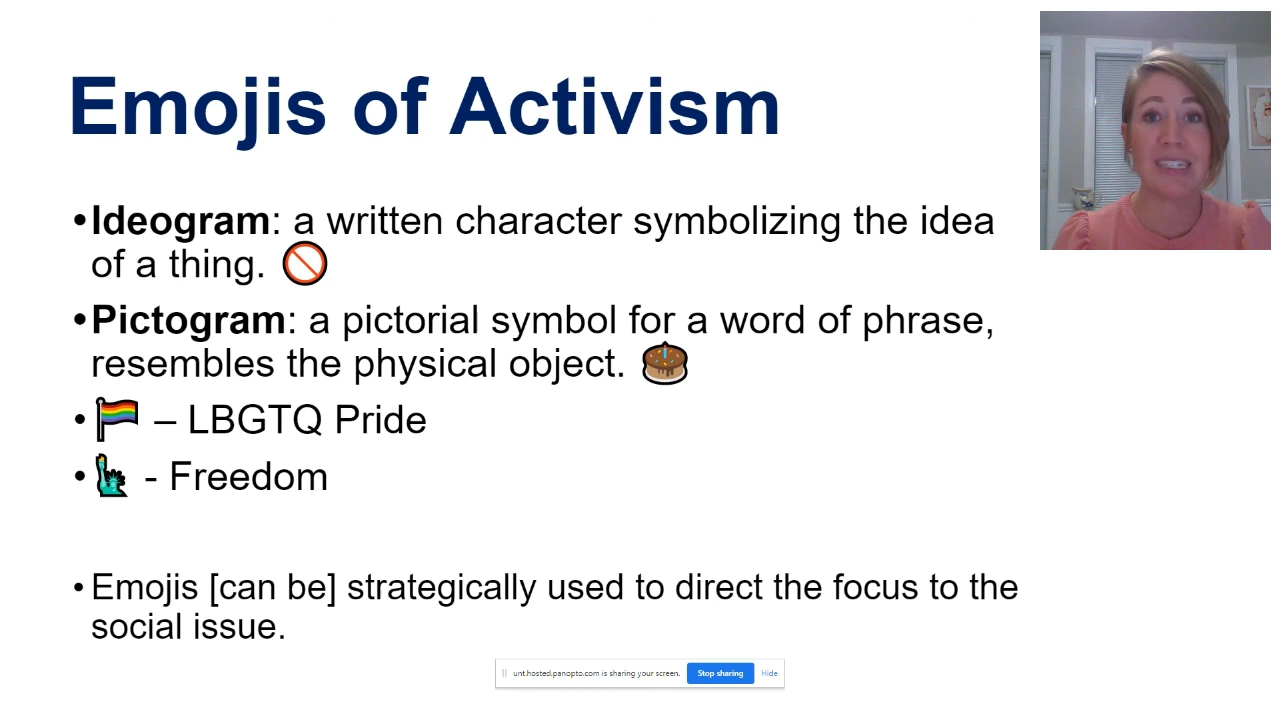 Emojis of Activism
•Ideogram: a written character symbolizing the idea
of a thing. 🚫
•Pictogram: a pictorial symbol for a word of phrase,
resembles the physical object. 🎂
•🏳️‍🌈 – LBGTQ Pride
•🗽 - Freedom
•Emojis [can be] strategically used to direct the focus to the
social issue.
unt.hosted.panopto.com is sharing your screen. Stop sharing Hide